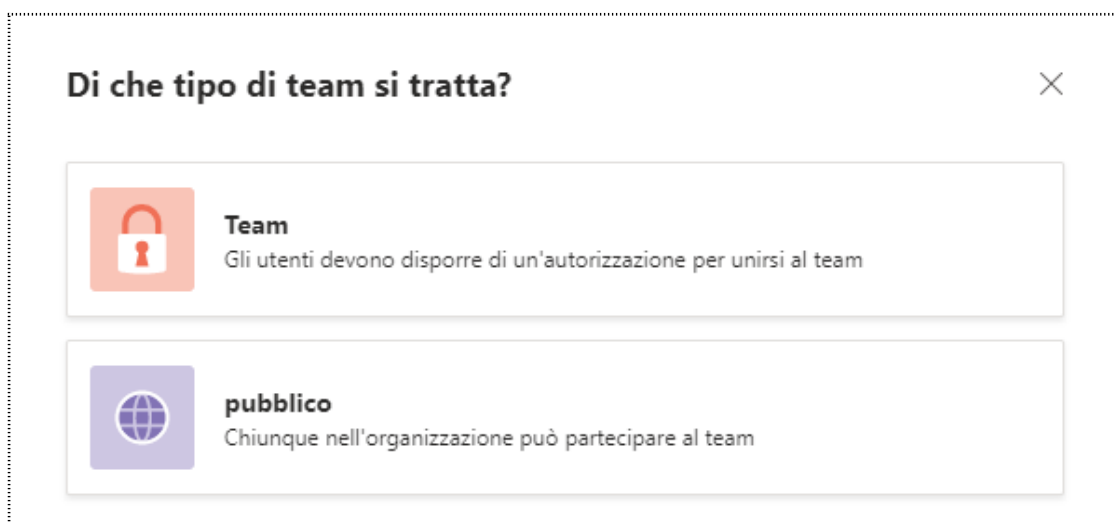 Di che tipo di team si tratta?
Team
Gli utenti devono disporre di un'autorizzazione per unirsi al team
pubblico
Chiunque nell'organizzazione può partecipare al team